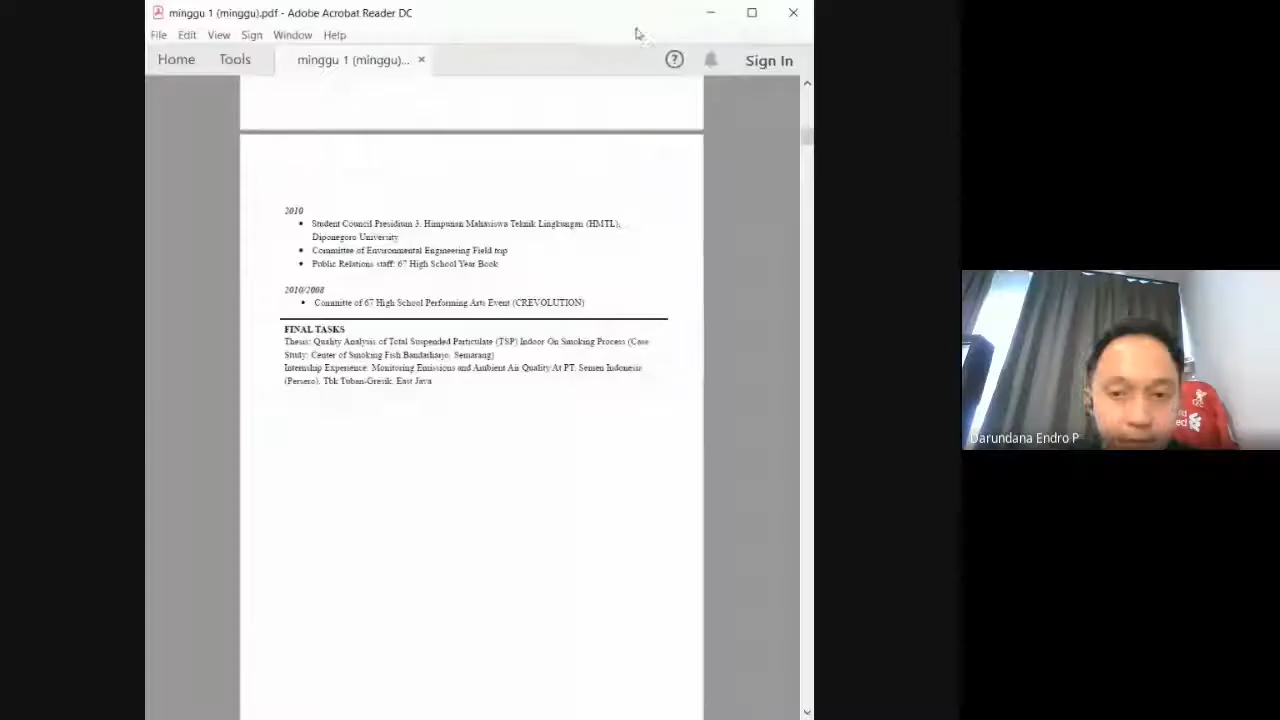 minggu 1 (minggu).pdf - Adobe Acrobat Reader DC
File Edit View Sign Window Help
Home Tools minggu 1 (minggu)... × Sign In
2010
• Student Council Presidium 3, Himpunan Mahasiswa Teknik Lingkungan (HMTL),
Diponegoro University
• Committee of Environmental Engineering Field trip
• Public Relations staff: 67 High School Year Book
2010/2008
• Committe of 67 High School Performing Arts Event (CREVOLUTION)
FINAL TASKS
Thesis: Quality Analysis of Total Suspended Particulate (TSP) Indoor On Smoking Process (Case
Study: Center of Smoking Fish Bandarharjo, Semarang)
Internship Experience: Monitoring Emissions and Ambient Air Quality At PT. Semen Indonesia
(Persero), Tbk Tuban-Gresik, East Java
Darundana Endro P